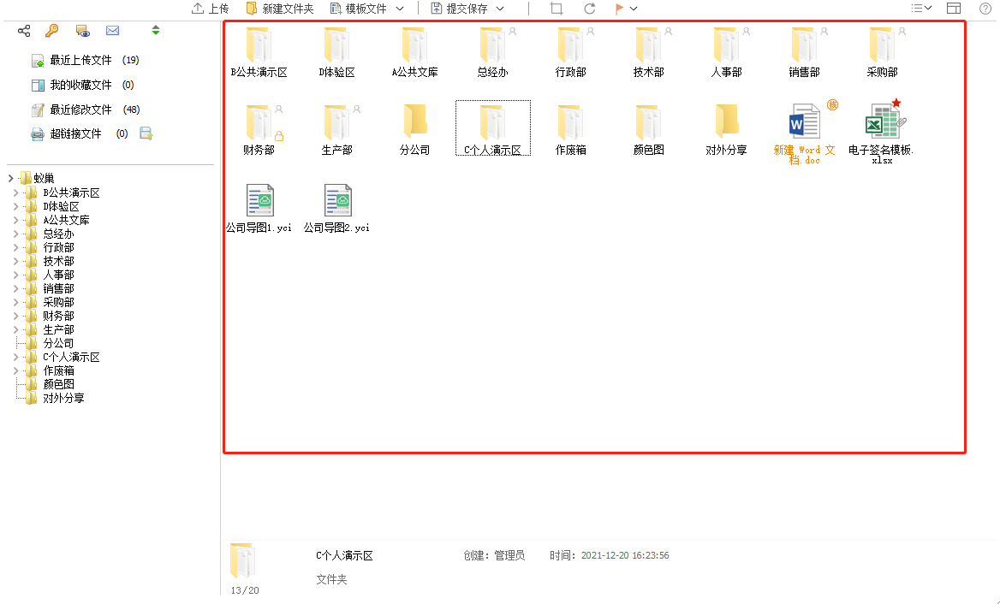 上传 新建文件夹 模板文件 提交保存
最近上传文件 (19)
我的收藏文件 (0)
最近修改文件 (48)
超链接文件 (0)
蚁巢
B公共演示区
D体验区
A公共文库
总经办
行政部
技术部
人事部
销售部
采购部
财务部
生产部
分公司
C个人演示区
作废箱
颜色图
对外分享
B公共演示区 D体验区 A公共文库 总经办 行政部 技术部 人事部 销售部 采购部
核
财务部 生产部 分公司 C个人演示区 作废箱 颜色图 对外分享 新建 Word 文 电子签名模板.
档.doc xlsx
公司导图1.yci 公司导图2.yci
C个人演示区 创建: 管理员 时间: 2021-12-20 16:23:56
文件夹
13/20